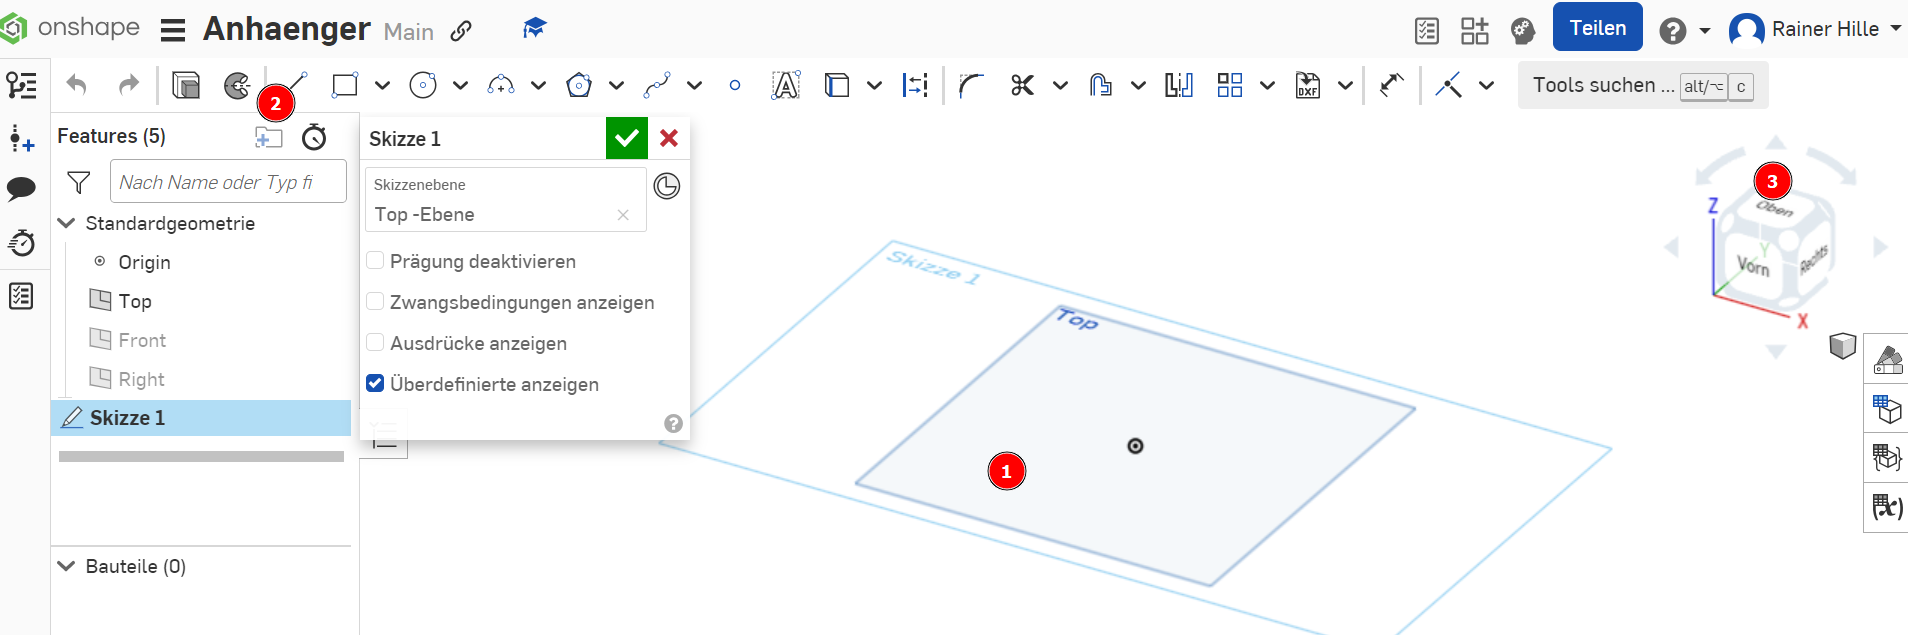 onshape
Anhaenger Main
Teilen
?
Rainer Hille
DXF
Tools suchen ... alt/⌥ c
2
Features (5)
Nach Name oder Typ fi
Standardgeometrie
Origin
Top
Front
Right
Skizze 1
Bauteile (0)
Skizze 1
Skizzenebene
Top -Ebene
Prägung deaktivieren
Zwangsbedingungen anzeigen
Ausdrücke anzeigen
Überdefinierte anzeigen
?
Skizze 1
Top
1
3
Oben
Z
Y
Vorn
Rechts
X
(x)